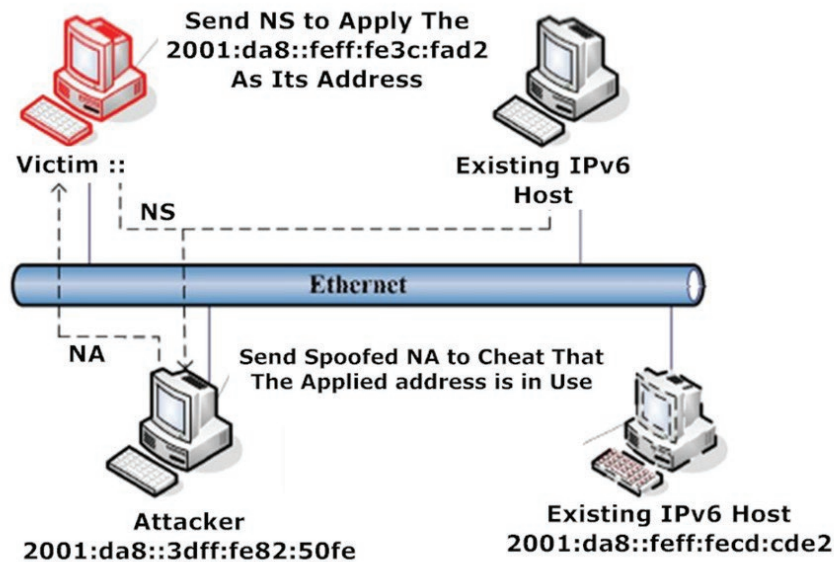 Send NS to Apply The
2001:da8::feff:fe3c:fad2
As Its Address
Victim ::
Existing IPv6
Host
NS
Ethernet
NA
Send Spoofed NA to Cheat That
The Applied address is in Use
Attacker
2001:da8::3dff:fe82:50fe
Existing IPv6 Host
2001:da8::feff:fecd:cde2